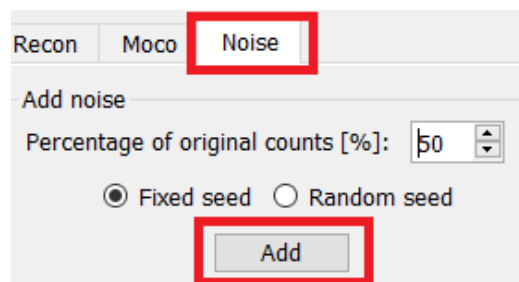 Recon Moco Noise
Add noise
Percentage of original counts [%]: 50
Fixed seed Random seed
Add